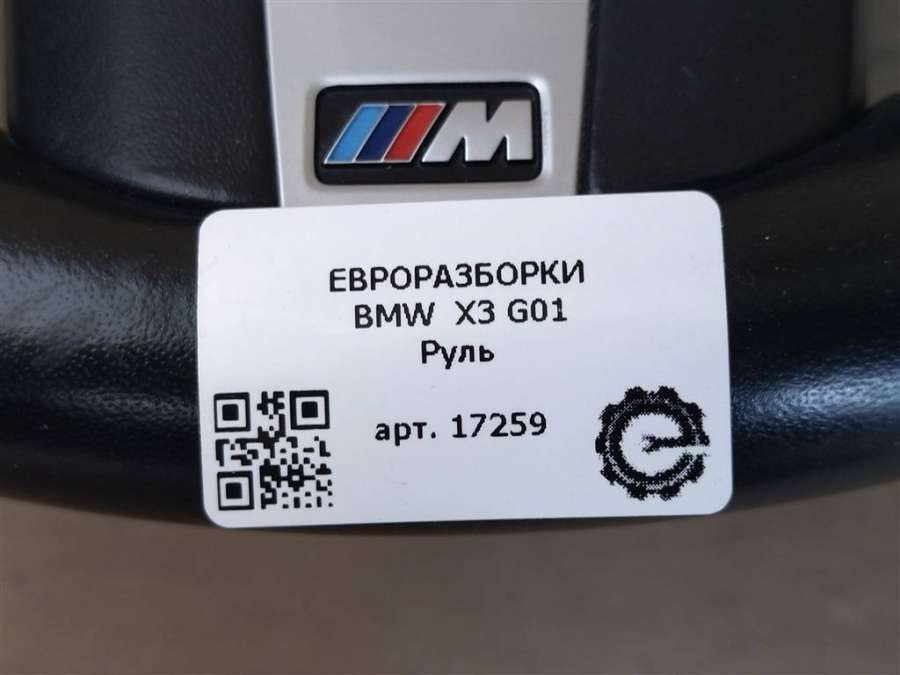 M
ЕВРОРАЗБОРКИ
BMW X3 G01
Руль
арт. 17259